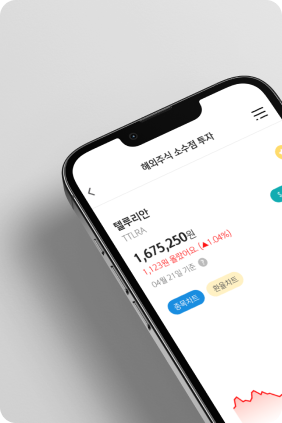 해외주식 소수점 투자
텔루리안
TTLRA
1,675,250원
1,123원 올랐어요. (▲1.04%)
04월 21일 기준 ?
종목차트 환율차트